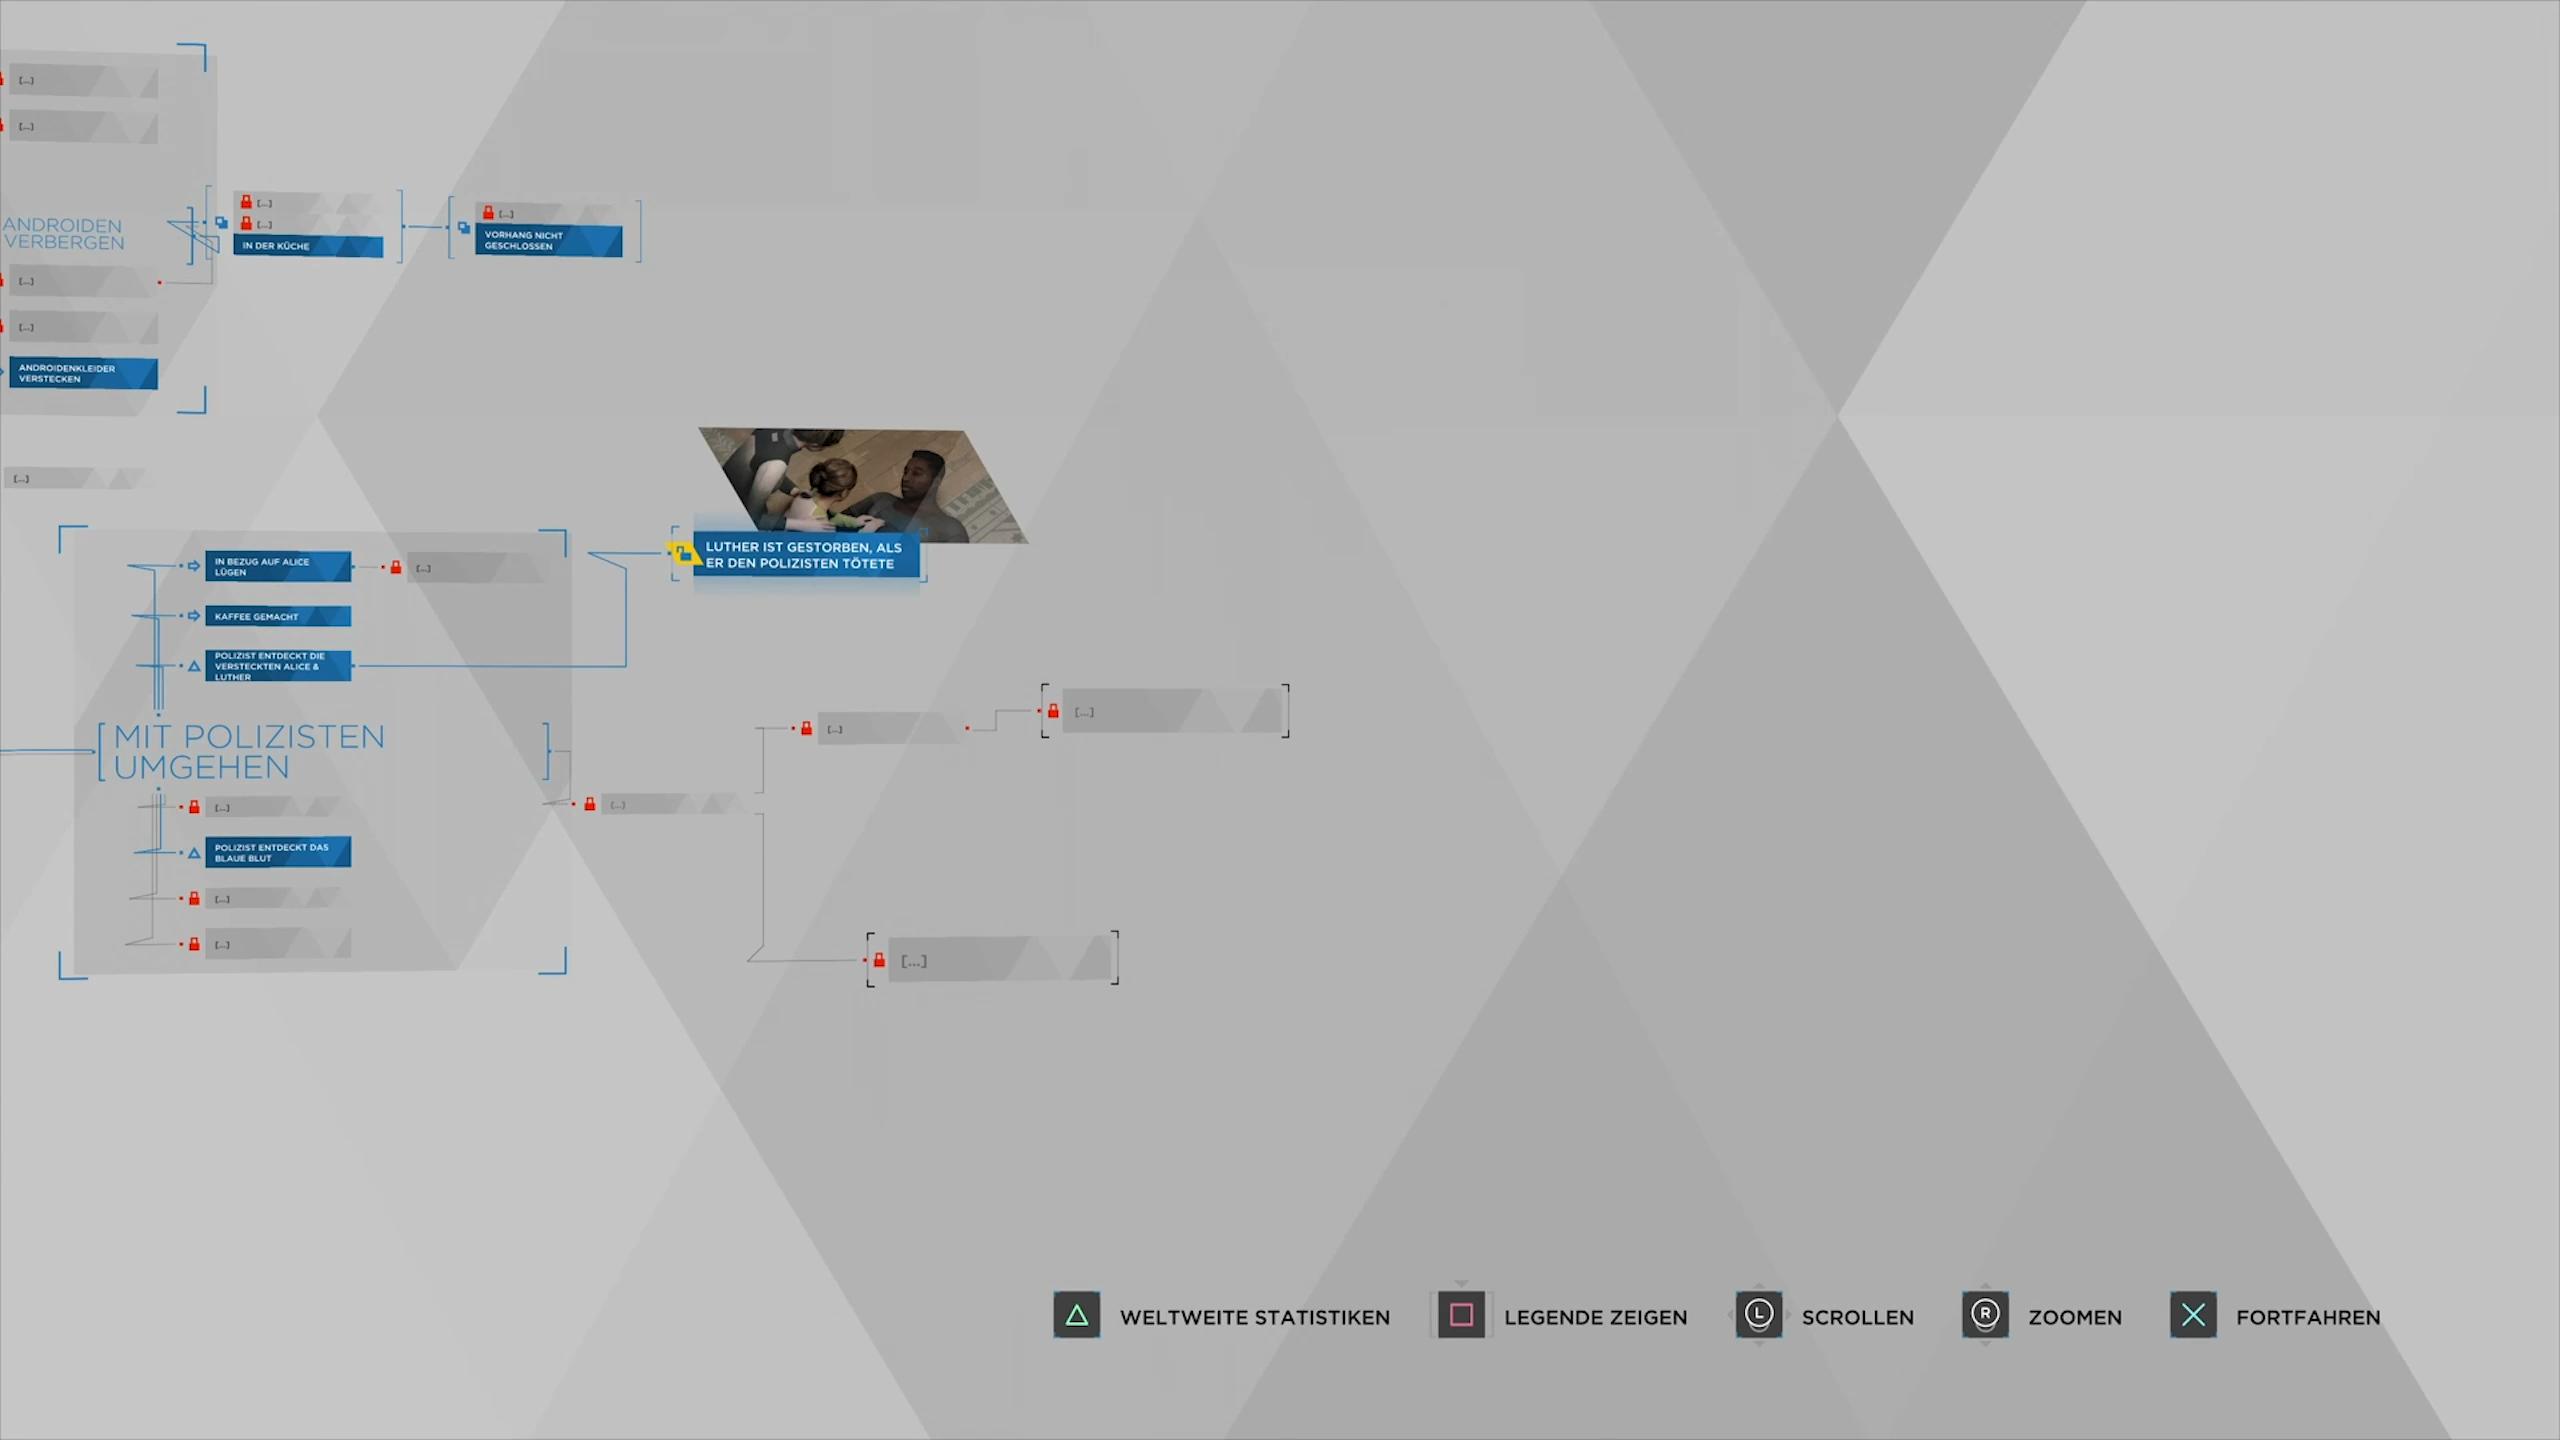 [...]
[...]
ANDROIDEN
VERBERGEN
[...]
[...]
IN DER KÜCHE
[...]
VORHANG NICHT
GESCHLOSSEN
[...]
[...]
ANDROIDENKLEIDER
VERSTECKEN
[...]
IN BEZUG AUF ALICE
LÜGEN
[...]
KAFFEE GEMACHT
POLIZIST ENTDECKT DIE
VERSTECKTEN ALICE &
LUTHER
LUTHER IST GESTORBEN, ALS
ER DEN POLIZISTEN TÖTETE
MIT POLIZISTEN
UMGEHEN
[...]
POLIZIST ENTDECKT DAS
BLAUE BLUT
[...]
[...]
[...]
[...]
[...]
[...]
WELTWEITE STATISTIKEN
LEGENDE ZEIGEN
L
SCROLLEN
R
ZOOMEN
FORTFAHREN